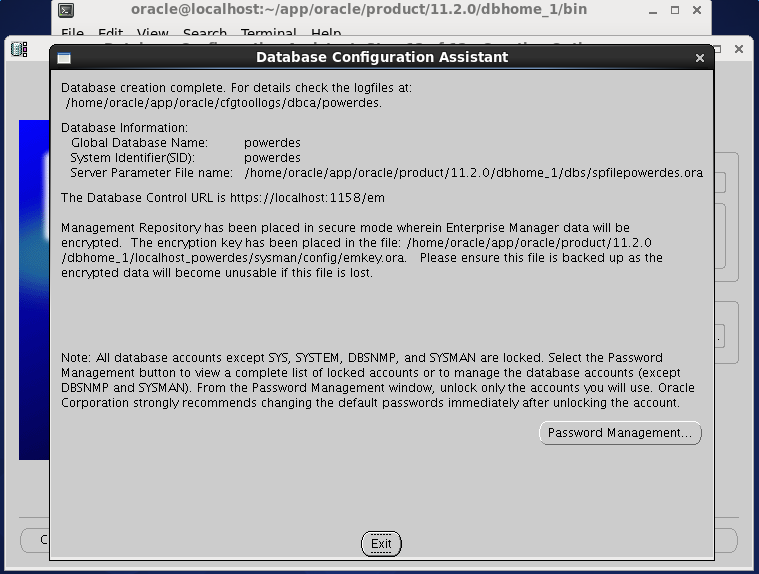 oracle@localhost:~/app/oracle/product/11.2.0/dbhome_1/bin
File Edit View Search Terminal Help
Database Configuration Assistant
Database creation complete. For details check the logfiles at:
/home/oracle/app/oracle/cfgtoollogs/dbca/powerdes.
Database Information:
Global Database Name: powerdes
System Identifier(SID): powerdes
Server Parameter File name: /home/oracle/app/oracle/product/11.2.0/dbhome_1/dbs/spfilepowerdes.ora
The Database Control URL is https://localhost:1158/em
Management Repository has been placed in secure mode wherein Enterprise Manager data will be
encrypted. The encryption key has been placed in the file: /home/oracle/app/oracle/product/11.2.0
/dbhome_1/localhost_powerdes/sysman/config/emkey.ora. Please ensure this file is backed up as the
encrypted data will become unusable if this file is lost.
Note: All database accounts except SYS, SYSTEM, DBSNMP, and SYSMAN are locked. Select the Password
Management button to view a complete list of locked accounts or to manage the database accounts (except
DBSNMP and SYSMAN). From the Password Management window, unlock only the accounts you will use. Oracle
Corporation strongly recommends changing the default passwords immediately after unlocking the account.
Password Management...
Exit